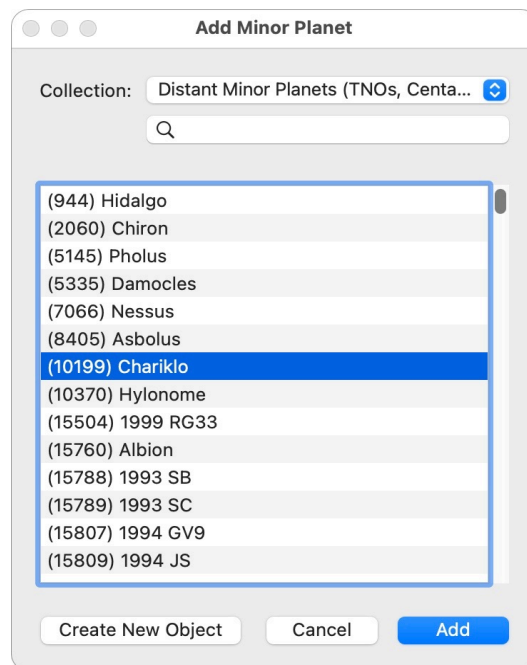 Add Minor Planet
Collection: Distant Minor Planets (TNOs, Centa...
(944) Hidalgo
(2060) Chiron
(5145) Pholus
(5335) Damocles
(7066) Nessus
(8405) Asbolus
(10199) Chariklo
(10370) Hylonome
(15504) 1999 RG33
(15760) Albion
(15788) 1993 SB
(15789) 1993 SC
(15807) 1994 GV9
(15809) 1994 JS
Create New Object Cancel Add